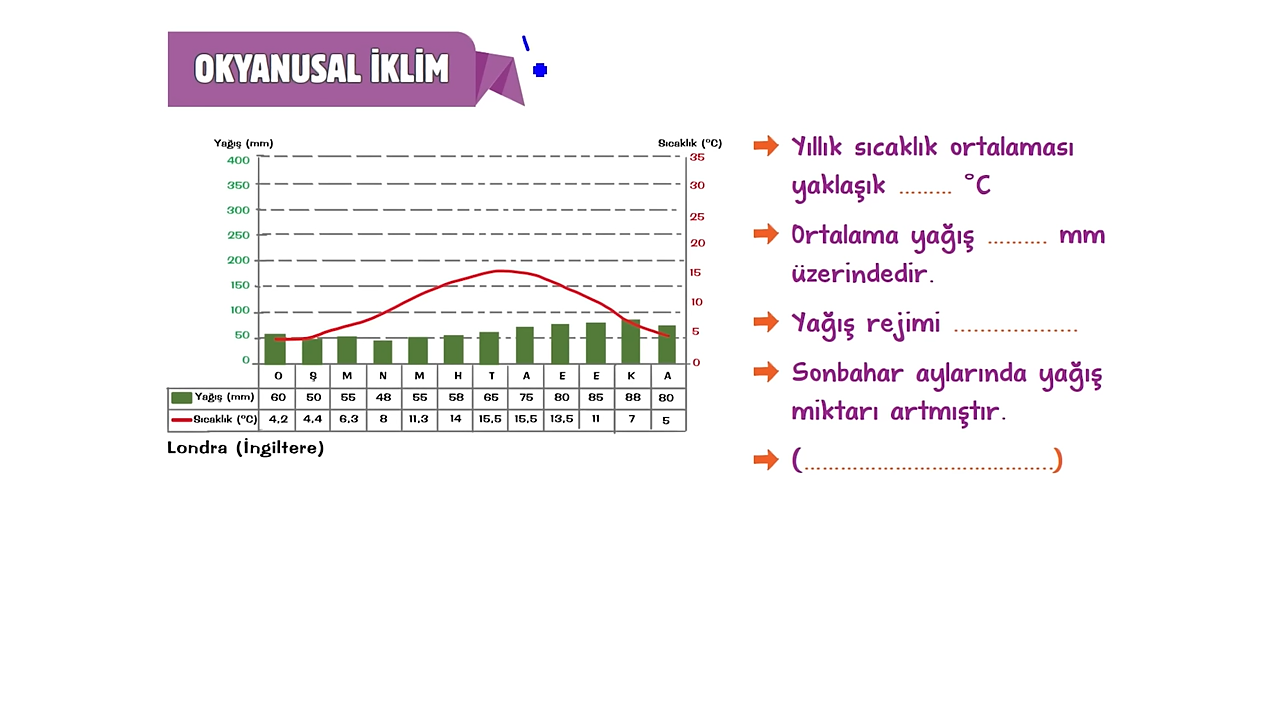 OKYANUSAL İKLİM
Yağış (mm) Sıcaklık (°C)
400 35
350 30
300 25
250 20
200 15
150 10
100 5
50 0
0
O Ş M N M H T A E E K A
Yağış (mm) 60 50 55 48 55 58 65 75 80 85 88 80
Sıcaklık (°C) 4,2 4,4 6,3 8 11,3 14 15,5 15,5 13,5 11 7 5
Londra (İngiltere)
Yıllık sıcaklık ortalaması
yaklaşık ......... °C
Ortalama yağış .......... mm
üzerindedir.
Yağış rejimi ...................
Sonbahar aylarında yağış
miktarı artmıştır.
(.........................................)